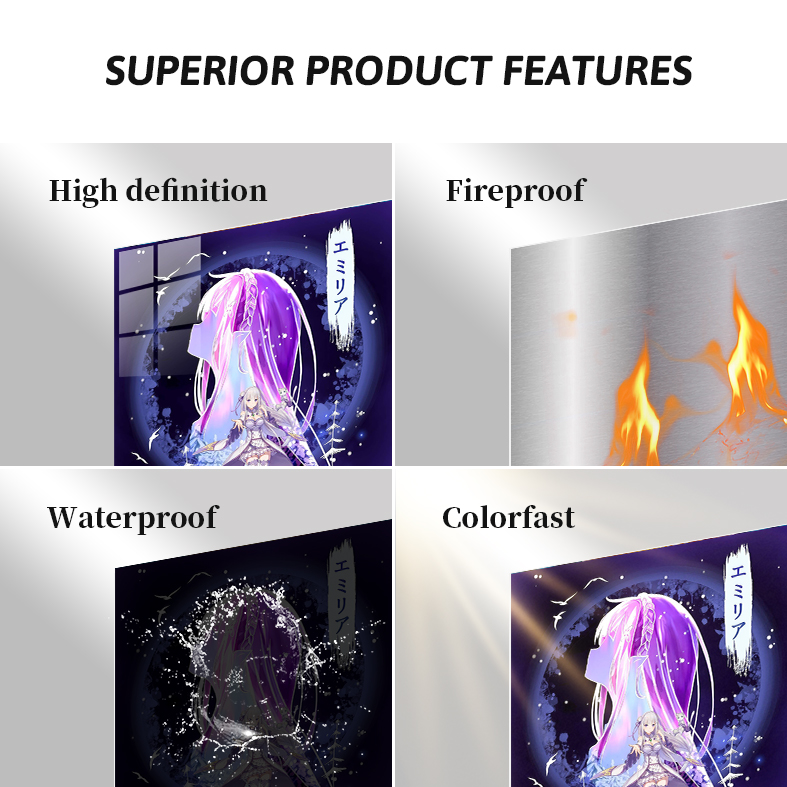 SUPERIOR PRODUCT FEATURES
High definition
Fireproof
エミリア
Waterproof
Colorfast
エミリア
エミリア